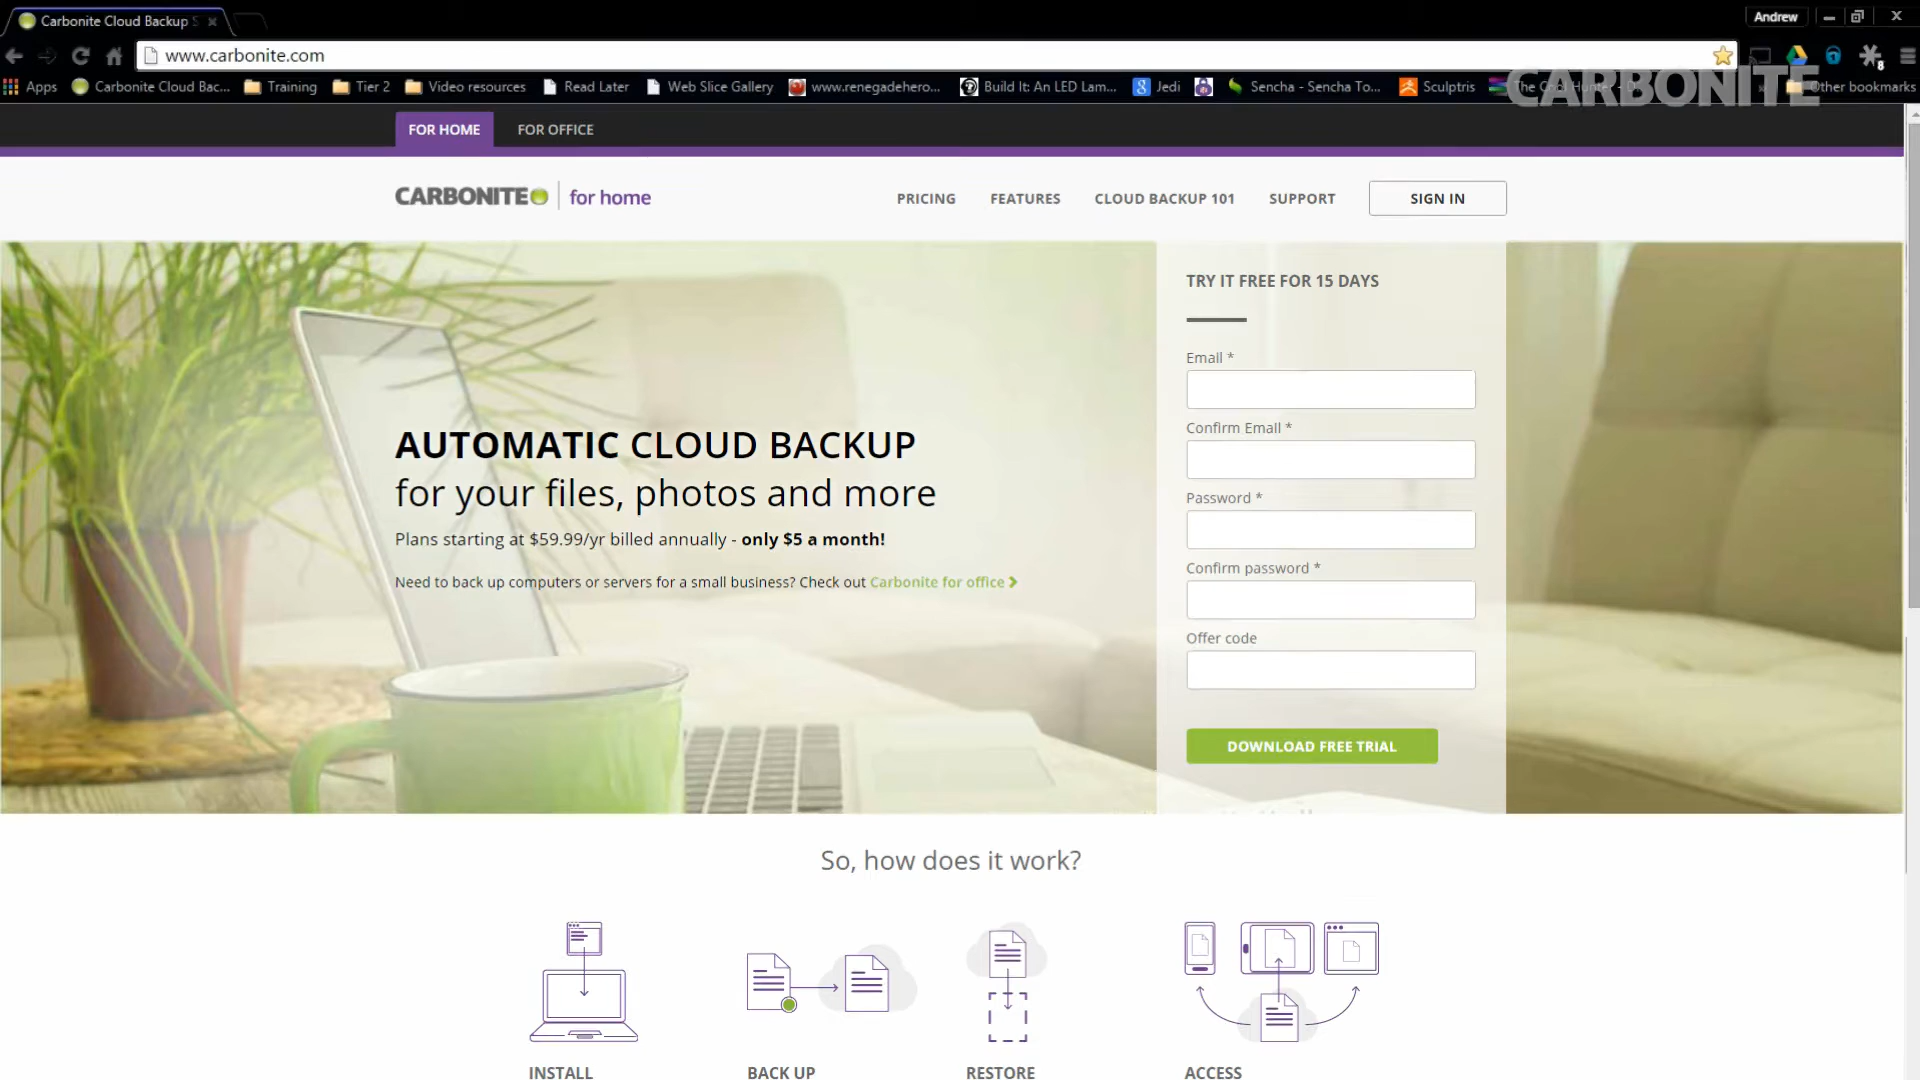 Carbonite Cloud Backup S
Andrew
www.carbonite.com
8
Apps
Carbonite Cloud Bac...
Training
Tier 2
Video resources
Read Later
Web Slice Gallery
www.renegadehero...
Build It: An LED Lam...
Jedi
Sencha - Sencha To...
Sculptris
Other bookmarks
CARBONITE
FOR HOME
FOR OFFICE
CARBONITE
for home
PRICING
FEATURES
CLOUD BACKUP 101
SUPPORT
SIGN IN
TRY IT FREE FOR 15 DAYS
Email *
Confirm Email *
Password *
Confirm password *
Offer code
DOWNLOAD FREE TRIAL
AUTOMATIC CLOUD BACKUP
for your files, photos and more
Plans starting at $59.99/yr billed annually - only $5 a month!
Need to back up computers or servers for a small business? Check out Carbonite for office
So, how does it work?
INSTALL
BACK UP
RESTORE
ACCESS